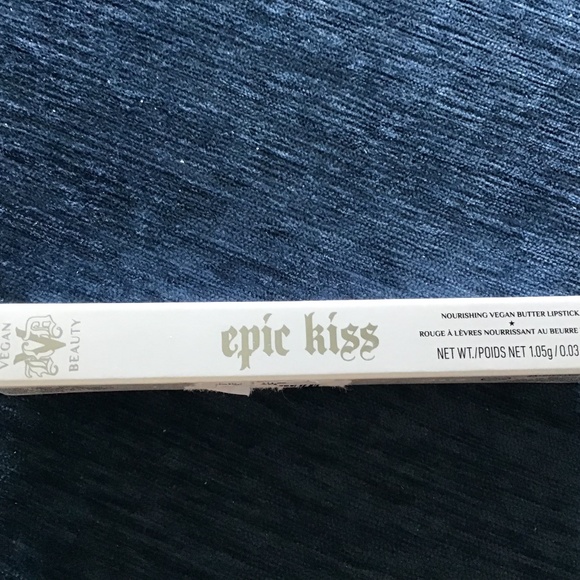 VEGAN
KVD
BEAUTY
epic kiss
NOURISHING VEGAN BUTTER LIPSTICK
★
ROUGE À LÈVRES NOURRISSANT AU BEURRE
NET WT./POIDS NET 1.05g / 0.03